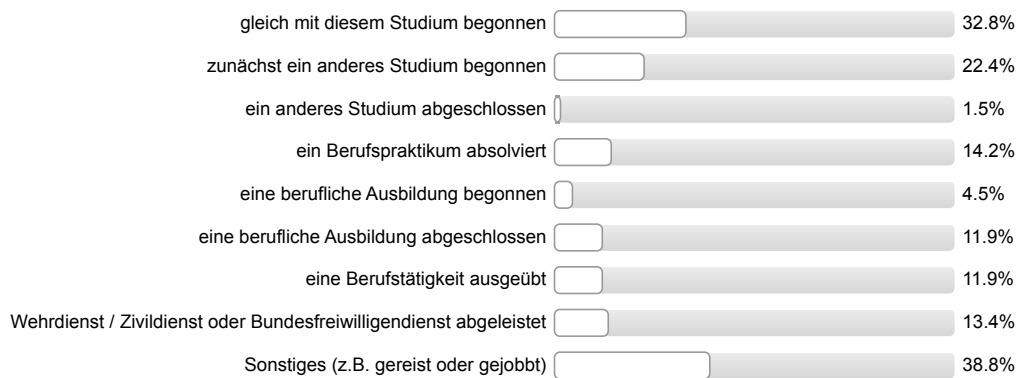 gleich mit diesem Studium begonnen 32.8%
zunächst ein anderes Studium begonnen 22.4%
ein anderes Studium abgeschlossen 1.5%
ein Berufspraktikum absolviert 14.2%
eine berufliche Ausbildung begonnen 4.5%
eine berufliche Ausbildung abgeschlossen 11.9%
eine Berufstätigkeit ausgeübt 11.9%
Wehrdienst / Zivildienst oder Bundesfreiwilligendienst abgeleistet 13.4%
Sonstiges (z.B. gereist oder gejobbt) 38.8%